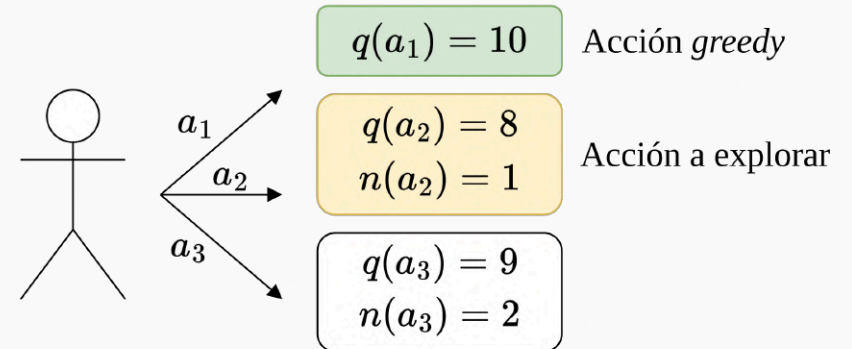 q(a₁) = 10 Acción greedy
a₁
q(a₂) = 8
n(a₂) = 1
Acción a explorar
a₂
a₃
q(a₃) = 9
n(a₃) = 2